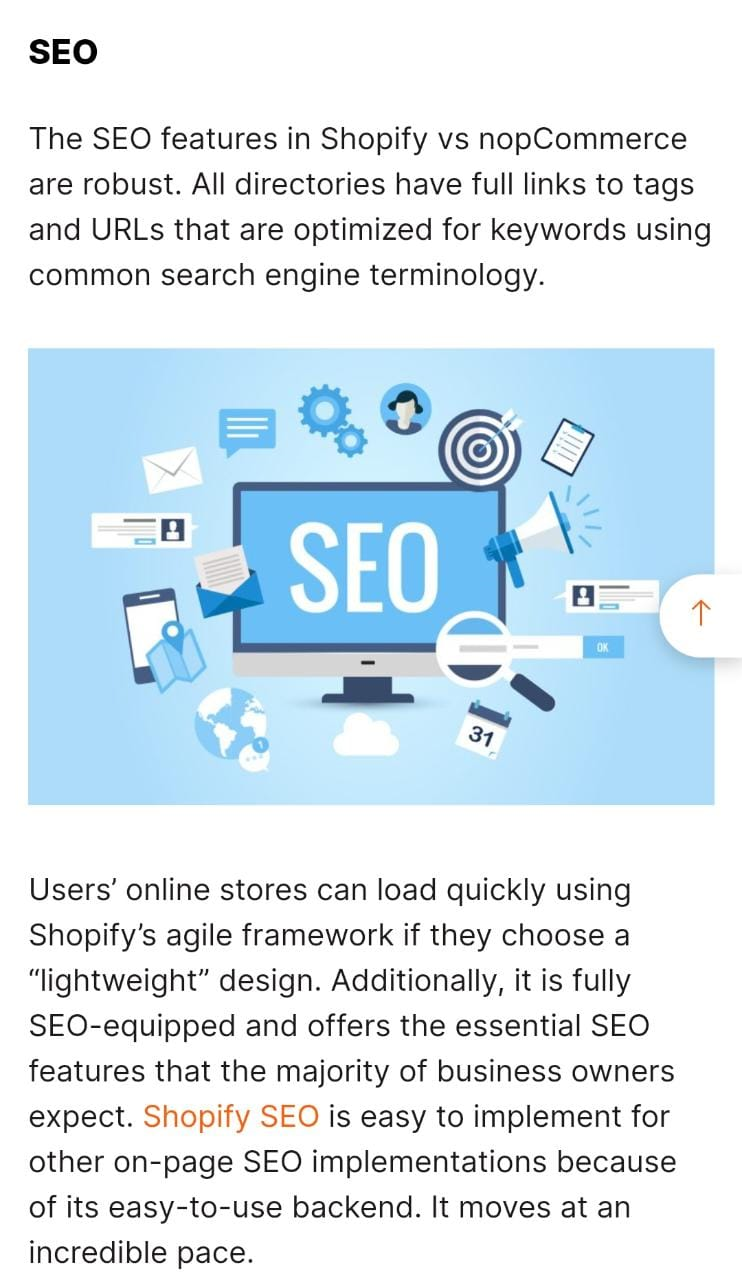 SEO
The SEO features in Shopify vs nopCommerce
are robust. All directories have full links to tags
and URLs that are optimized for keywords using
common search engine terminology.
SEO
OK
1
31
Users’ online stores can load quickly using
Shopify’s agile framework if they choose a
“lightweight” design. Additionally, it is fully
SEO-equipped and offers the essential SEO
features that the majority of business owners
expect. Shopify SEO is easy to implement for
other on-page SEO implementations because
of its easy-to-use backend. It moves at an
incredible pace.